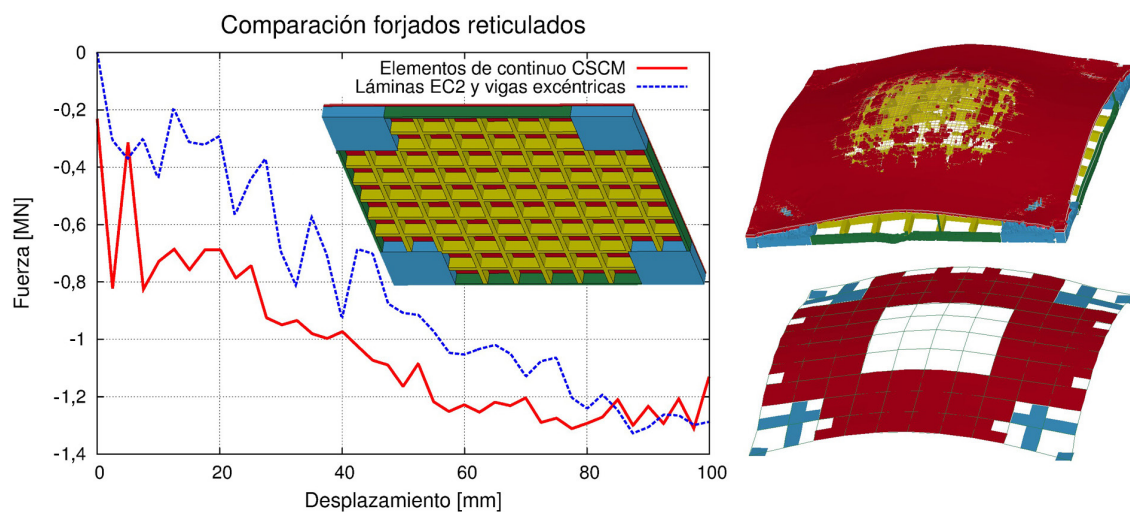 Comparación forjados reticulados
Elementos de continuo CSCM
Láminas EC2 y vigas excéntricas
0
-0,2
-0,4
-0,6
-0,8
-1
-1,2
-1,4
Fuerza [MN]
0
20
40
60
80
100
Desplazamiento [mm]